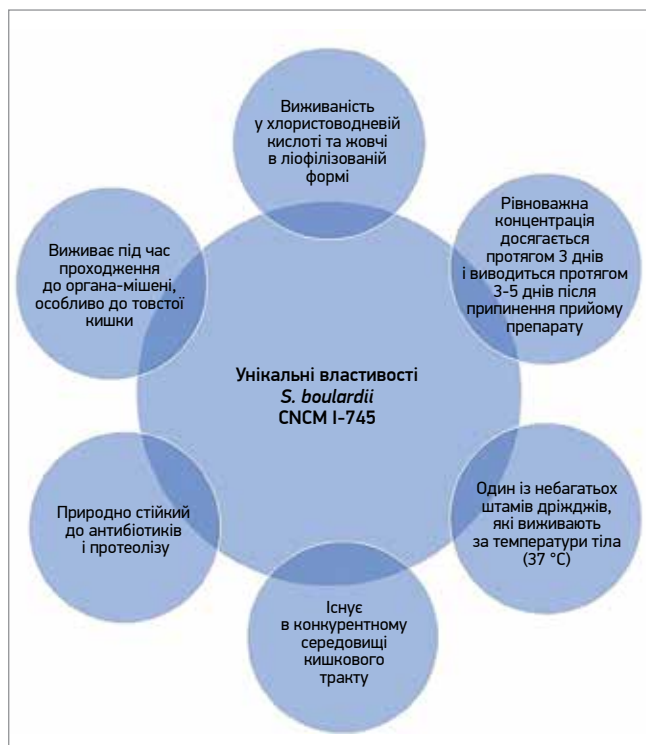 Виживаність
у хлористоводневій
кислоті та жовчі
в ліофілізованій
формі
Рівноважна
концентрація
досягається
протягом 3 днів
і виводиться протягом
3-5 днів після
припинення прийому
препарату
Виживає під час
проходження
до органа-мішені,
особливо до товстої
кишки
Унікальні властивості
S. boulardii
CNCM I-745
Один із небагатьох
штамів дріжджів,
які виживають
за температури тіла
(37 °C)
Природно стійкий
до антибіотиків
і протеолізу
Існує
в конкурентному
середовищі
кишкового
тракту